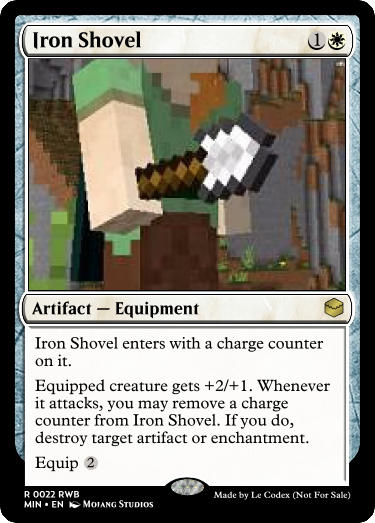 Iron Shovel 1
Artifact — Equipment
Iron Shovel enters with a charge counter
on it.
Equipped creature gets +2/+1. Whenever
it attacks, you may remove a charge
counter from Iron Shovel. If you do,
destroy target artifact or enchantment.
Equip 2
R 0022 RWB
MIN • EN Mojang Studios
Made by Le Codex (Not For Sale)